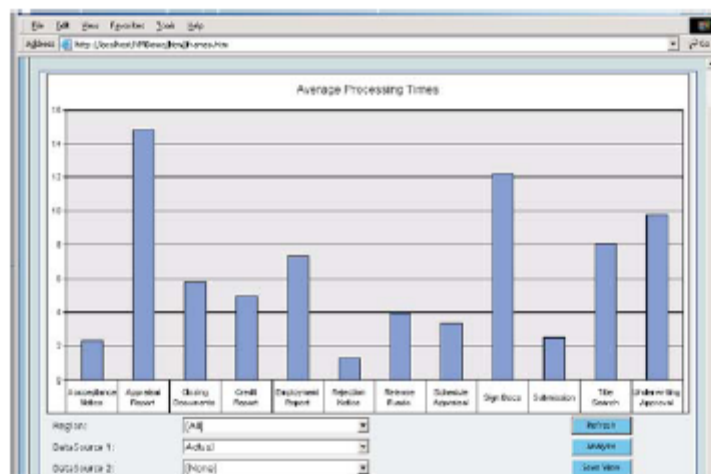 File Edit View Favorites Tools Help
Address
Average Processing Times
16
14
12
10
8
6
4
2
0
Acceptance Notice
Appraisal Report
Closing Documents
Credit Report
Employment Report
Rejection Notice
Release Funds
Schedule Appraisal
Sign Docs
Submission
Title Search
Underwriting Approval
Region: [All] Refresh
DataSource 1: [Actual] Analyze
DataSource 2: [None] Save View